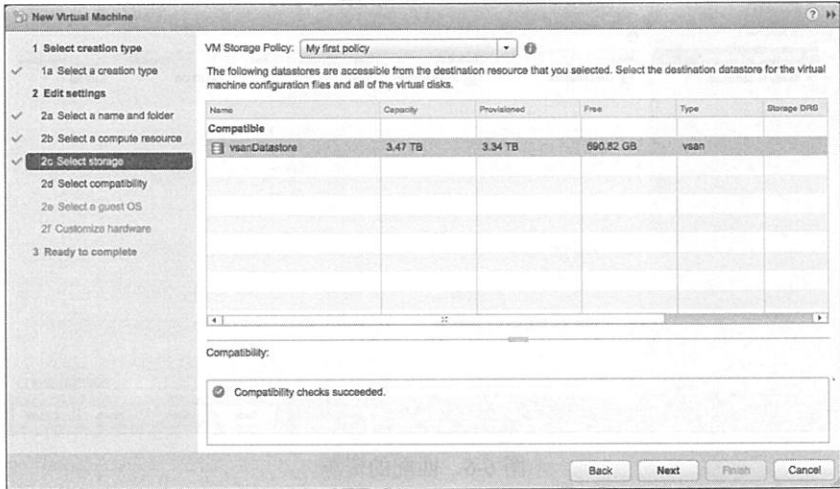 New Virtual Machine
1 Select creation type
1a Select a creation type
2 Edit settings
2a Select a name and folder
2b Select a compute resource
2c Select storage
2d Select compatibility
2e Select a guest OS
2f Customize hardware
3 Ready to complete
VM Storage Policy: My first policy
The following datastores are accessible from the destination resource that you selected. Select the destination datastore for the virtual
machine configuration files and all of the virtual disks.
Name Capacity Provisioned Free Type Storage DRS
Compatible
vsanDatastore 3.47 TB 3.34 TB 690.82 GB vsan
Compatibility:
Compatibility checks succeeded.
Back Next Finish Cancel